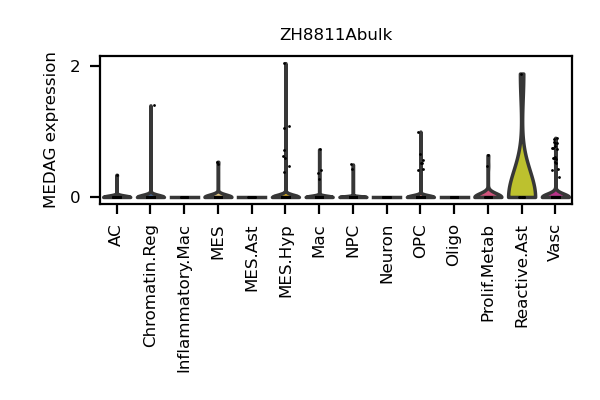 ZH8811Abulk
MEDAG expression
2
0
AC
Chromatin.Reg
Inflammatory.Mac
MES
MES.Ast
MES.Hyp
Mac
NPC
Neuron
OPC
Oligo
Prolif.Metab
Reactive.Ast
Vasc